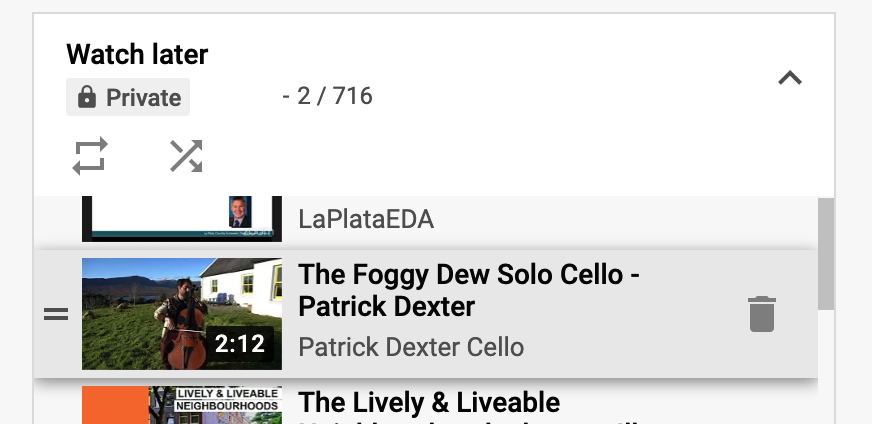 Watch later
Private
- 2 / 716
LaPlataEDA
The Foggy Dew Solo Cello -
Patrick Dexter
2:12
Patrick Dexter Cello
LIVELY & LIVEABLE
NEIGHBOURHOODS
The Lively & Liveable